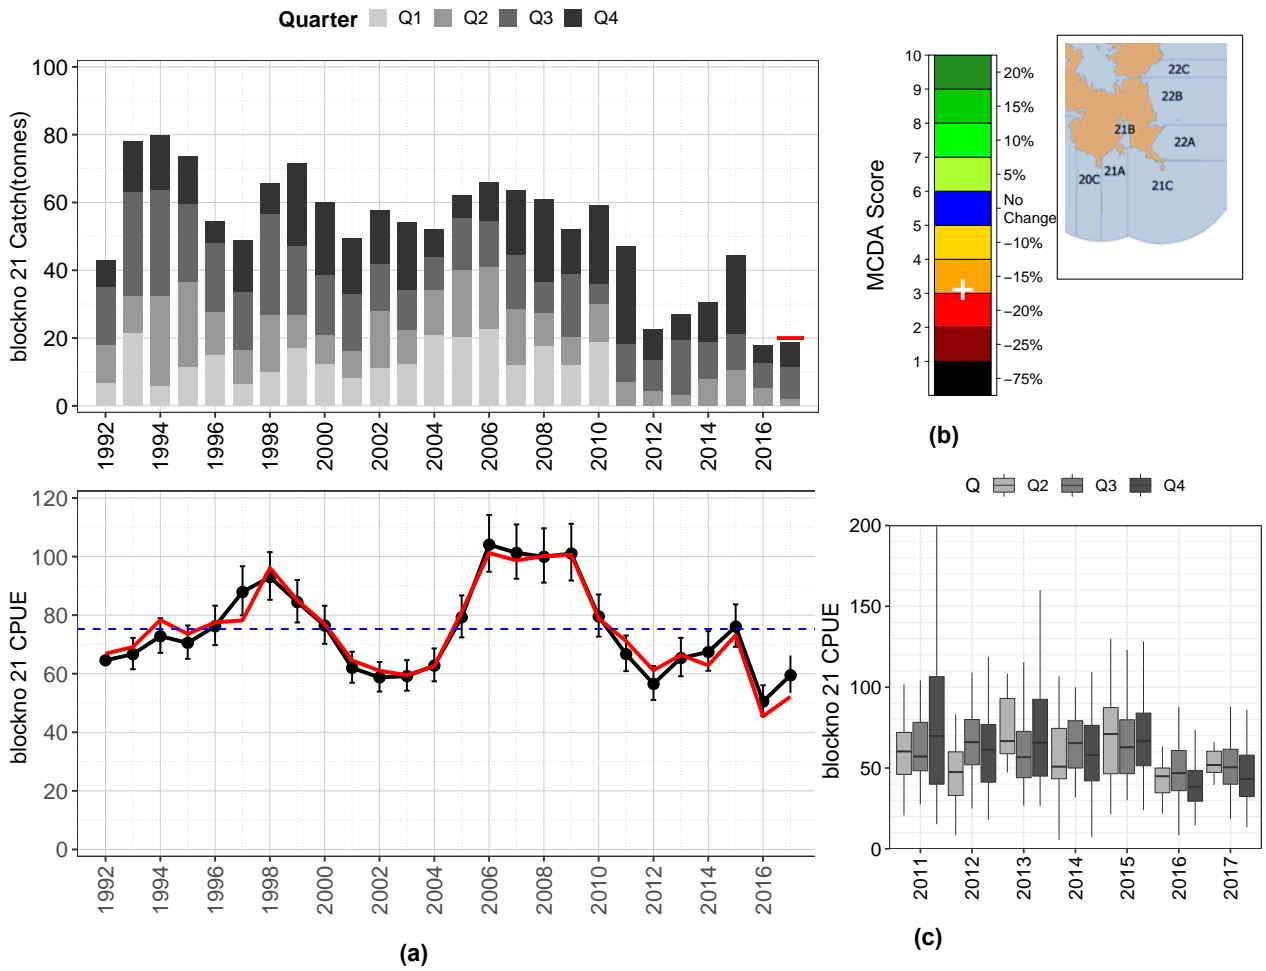 Quarter Q1 Q2 Q3 Q4
blockno 21 Catch(tonnes)
100
80
60
40
20
0
1992 1994 1996 1998 2000 2002 2004 2006 2008 2010 2012 2014 2016
blockno 21 CPUE
120
100
80
60
40
20
0
1992 1994 1996 1998 2000 2002 2004 2006 2008 2010 2012 2014 2016
(a)
MCDA Score
10
9
8
7
6
5
4
3
2
1
20%
15%
10%
5%
No
Change
−10%
−15%
−20%
−25%
−75%
22C
22B
21B
22A
21A
20C
21C
(b)
Q Q2 Q3 Q4
blockno 21 CPUE
200
150
100
50
0
2011 2012 2013 2014 2015 2016 2017
(c)